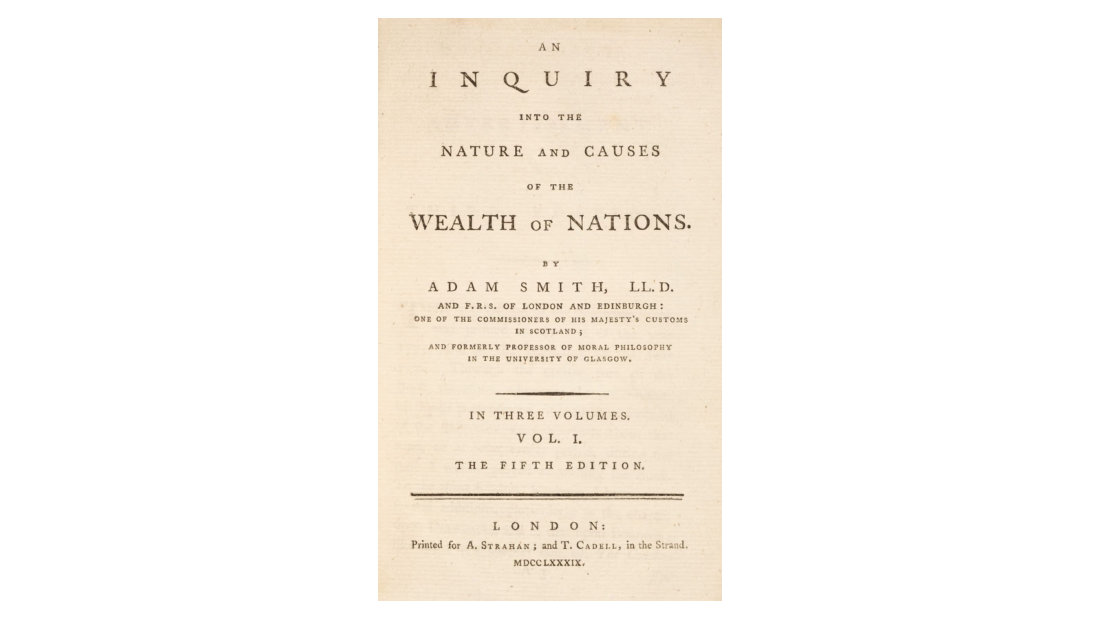 AN
INQUIRY
INTO THE
NATURE AND CAUSES
OF THE
WEALTH OF NATIONS.
BY
ADAM SMITH, LL.D.
AND F.R.S. OF LONDON AND EDINBURGH:
ONE OF THE COMMISSIONERS OF HIS MAJESTY'S CUSTOMS
IN SCOTLAND;
AND FORMERLY PROFESSOR OF MORAL PHILOSOPHY
IN THE UNIVERSITY OF GLASGOW.
IN THREE VOLUMES.
VOL. I.
THE FIFTH EDITION.
LONDON:
Printed for A. STRAHAN; and T. CADELL, in the Strand.
MDCCLXXXIX.